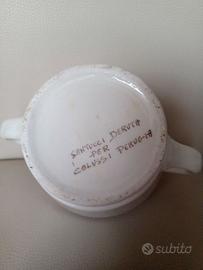 SANTUCCI DERUTA
PER
COLUSSI PERUGIA
subito